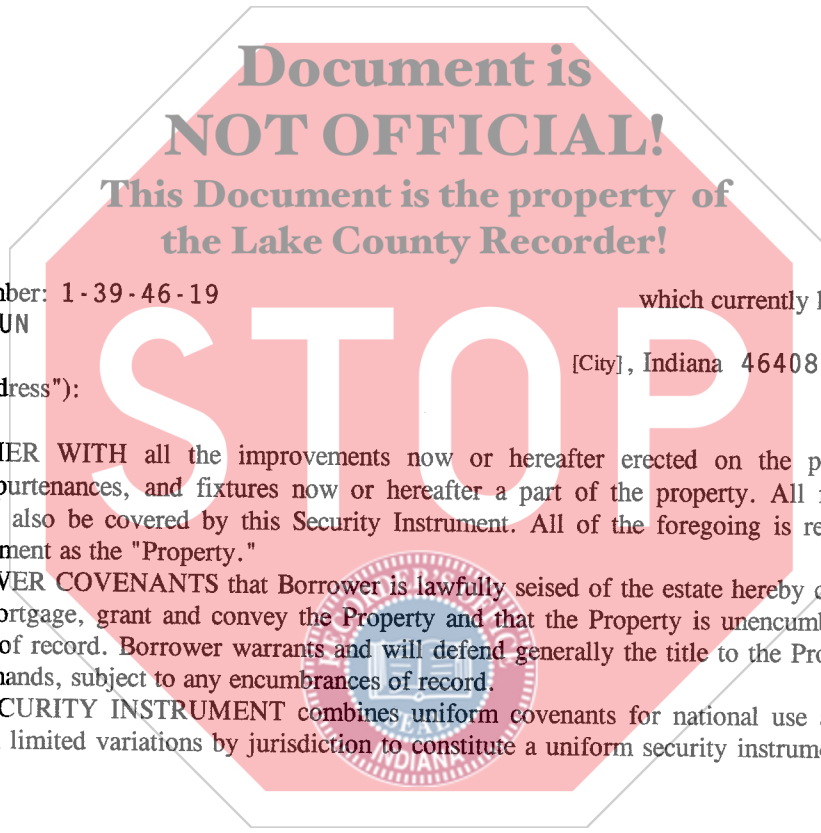 Document is
NOT OFFICIAL!
This Document is the property of
the Lake County Recorder!
ber: 1-39-46-19
which currently
UN
[City], Indiana 46408
dress"):
STOP
ER WITH all the improvements now or hereafter erected on the p
ourtenances, and fixtures now or hereafter a part of the property. All
also be covered by this Security Instrument. All of the foregoing is re
ment as the "Property."
VER COVENANTS that Borrower is lawfully seised of the estate hereby
ortgage, grant and convey the Property and that the Property is unencumb
of record. Borrower warrants and will defend generally the title to the Pro
ands, subject to any encumbrances of record.
CURITY INSTRUMENT combines uniform covenants for national use
limited variations by jurisdiction to constitute a uniform security instrum
INDIANA